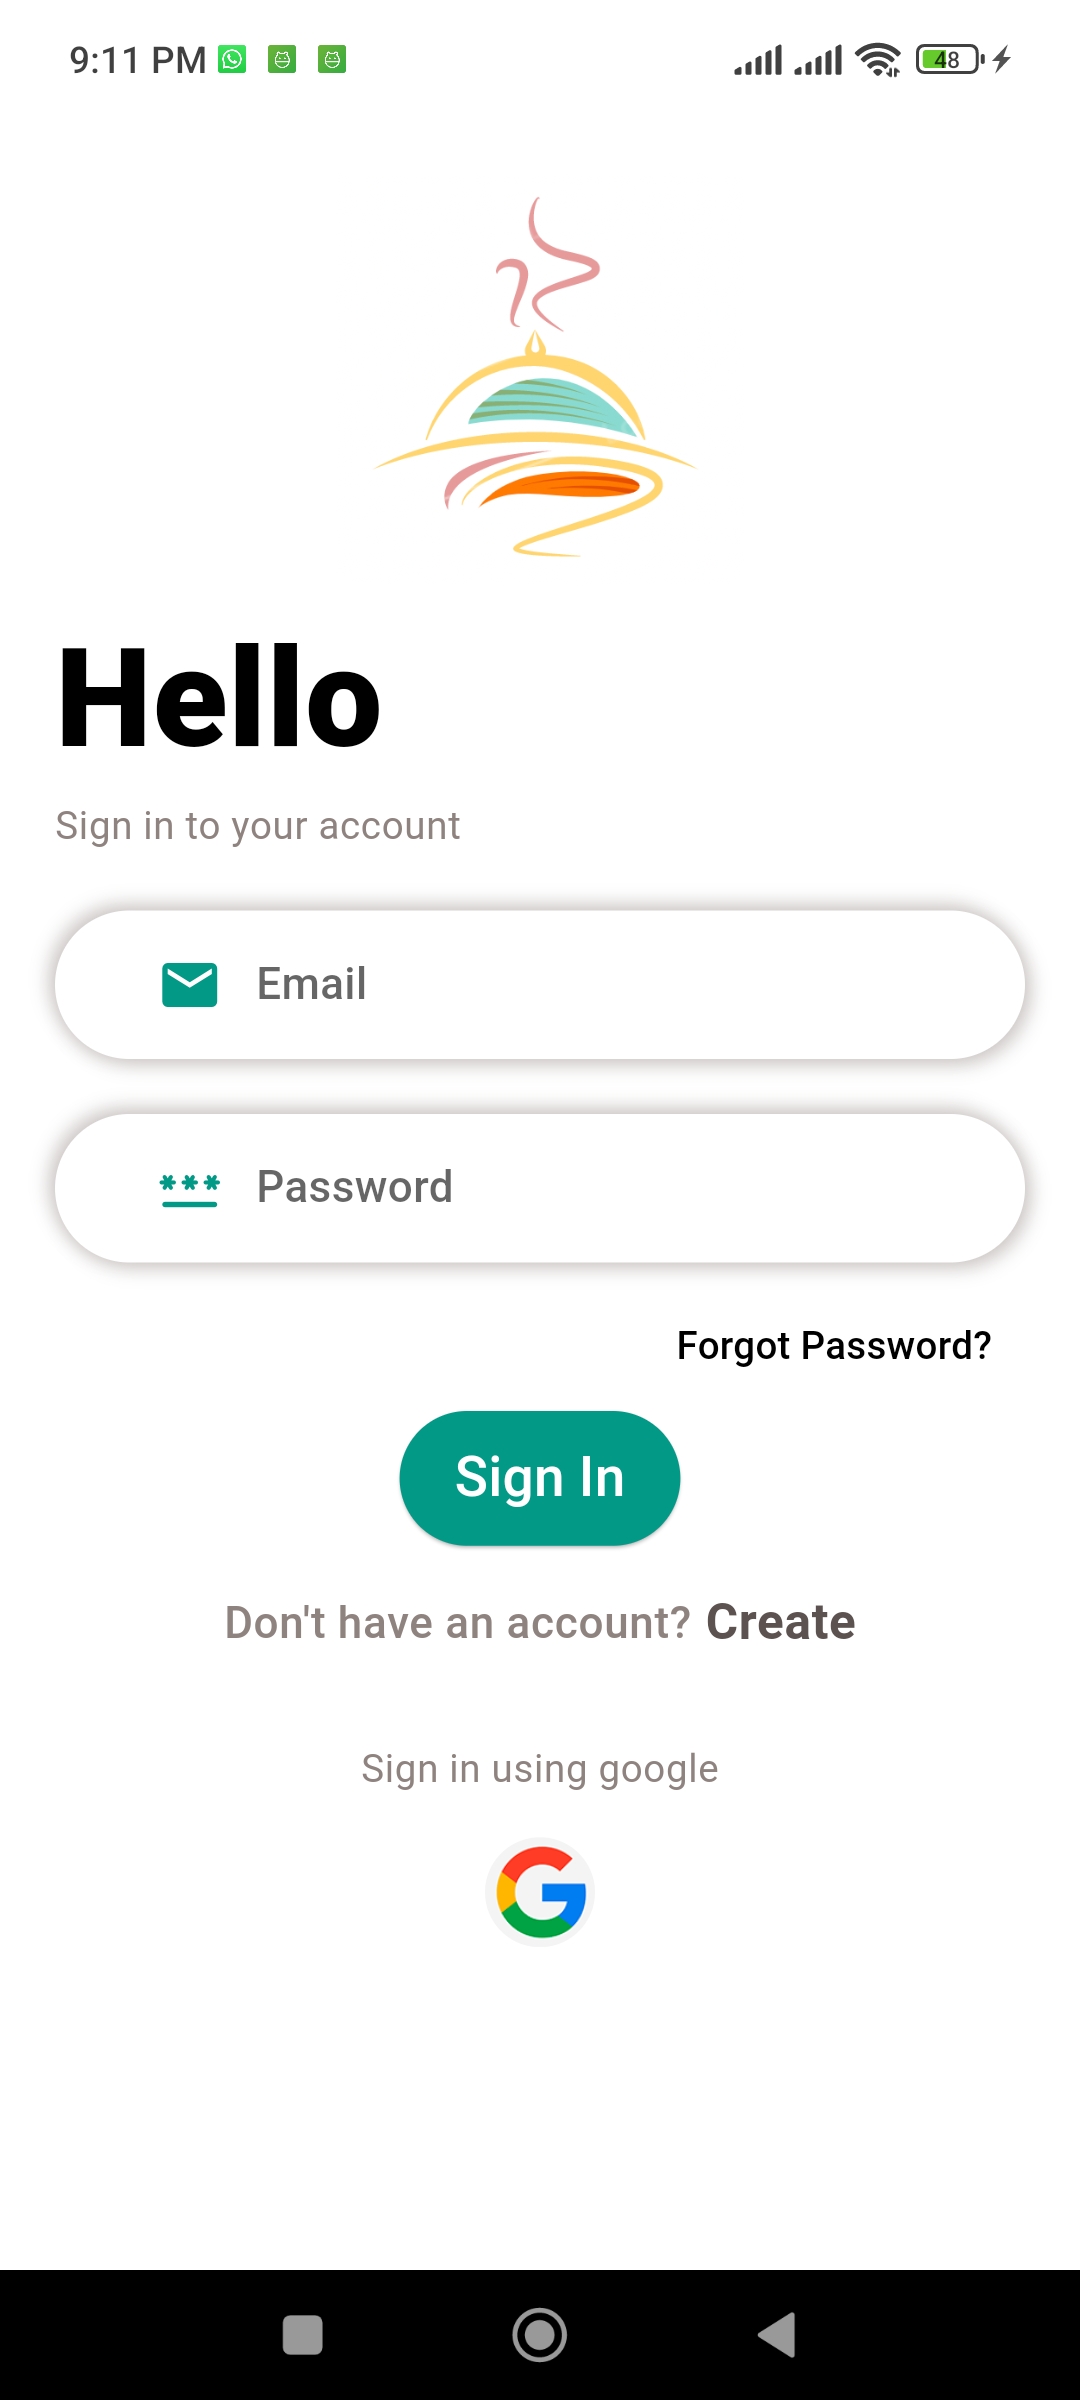 9:11 PM
48
Hello
Sign in to your account
Email
*** Password
Forgot Password?
Sign In
Don't have an account? Create
Sign in using google
G